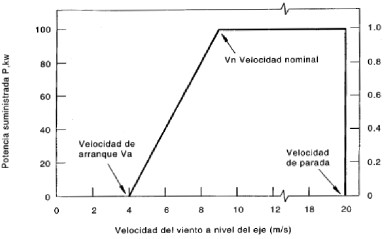 Potencia suministrada P,kw
100
80
60
40
20
0
1.0
0.8
0.6
0.4
0.2
0
Vn Velocidad nominal
Velocidad de
arranque Va
Velocidad
de parada
0 2 4 6 8 10 12 18 20
Velocidad del viento a nivel del eje (m/s)